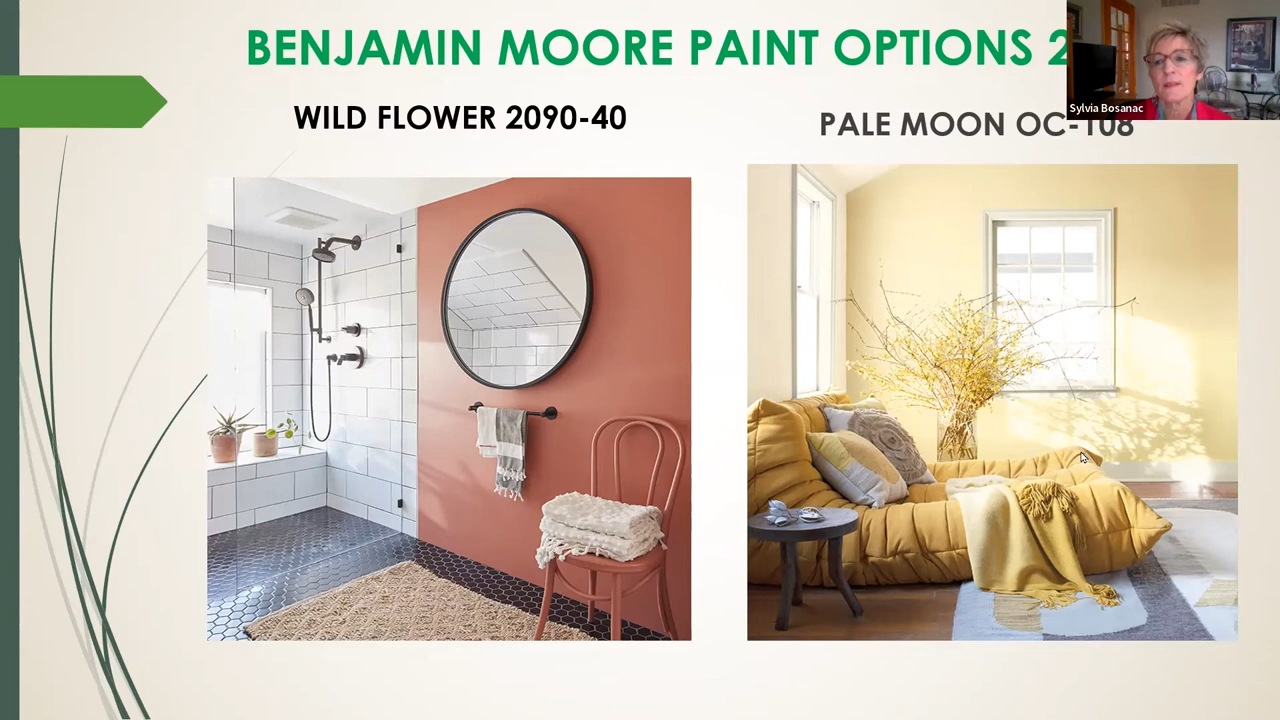 BENJAMIN MOORE PAINT OPTIONS 2
Sylvia Bosanac
WILD FLOWER 2090-40
PALE MOON OC-108